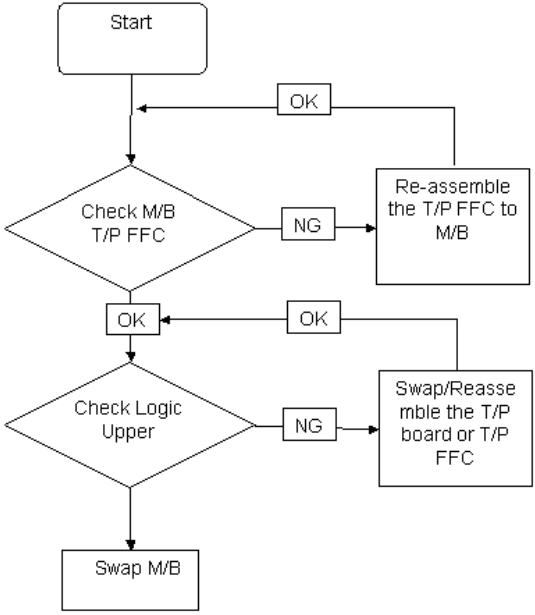 Start
OK
Check M/B
T/P FFC
NG
Re-assemble
the T/P FFC to
M/B
OK
OK
Check Logic
Upper
NG
Swap/Reasse
mble the T/P
board or T/P
FFC
Swap M/B